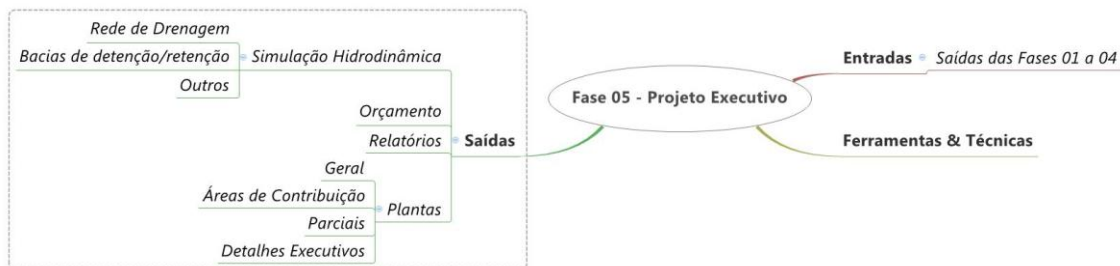 Rede de Drenagem
Bacias de detenção/retenção
Outros
Simulação Hidrodinâmica
Orçamento
Relatórios
Geral
Áreas de Contribuição
Parciais
Detalhes Executivos
Plantas
Saídas
Fase 05 - Projeto Executivo
Entradas
Saídas das Fases 01 a 04
Ferramentas & Técnicas